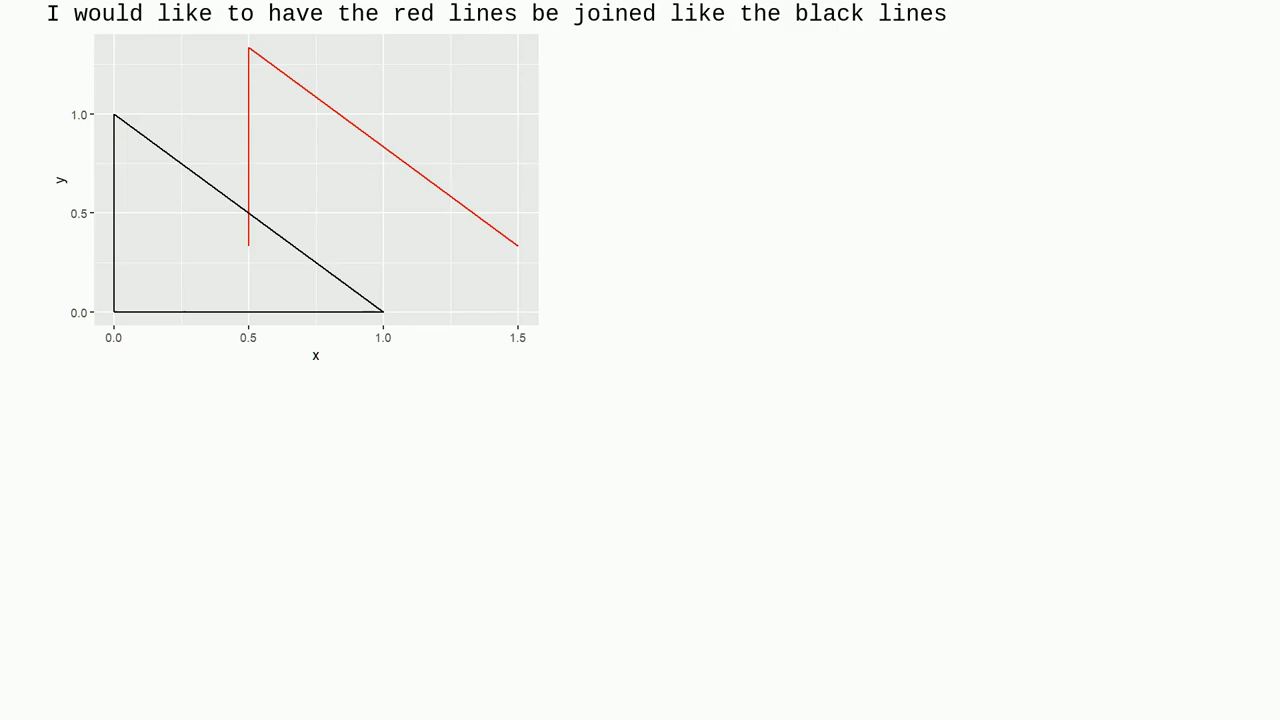 I would like to have the red lines be joined like the black lines
1.0
y
0.5
0.0
0.0 0.5 1.0 1.5
x